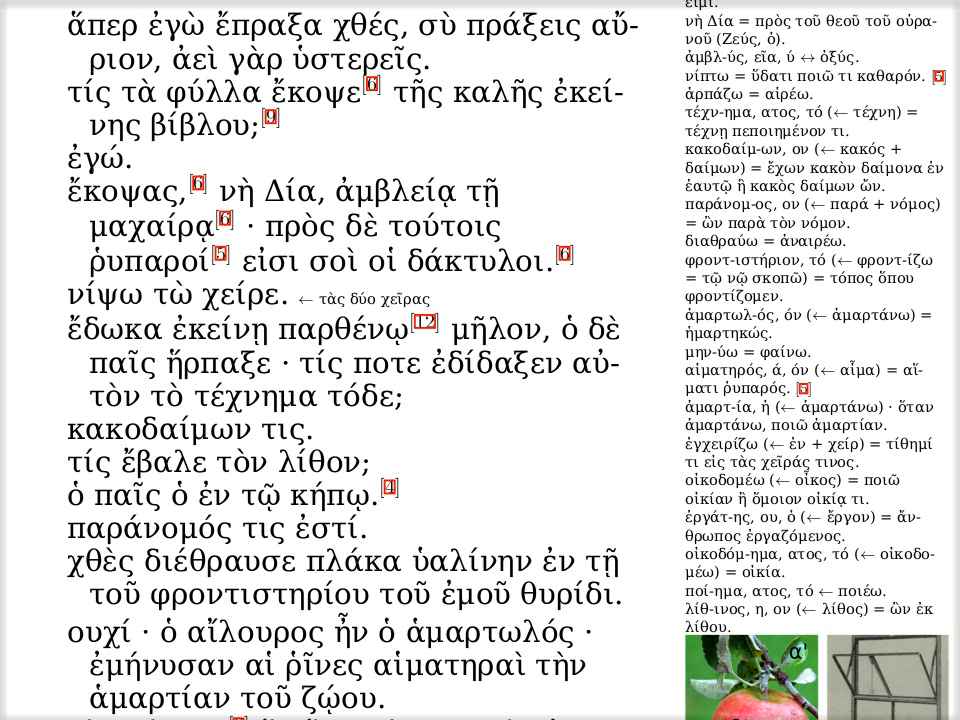 ἅπερ ἐγὼ ἔπραξα χθές, σὺ πράξεις αὔ-
ριον, ἀεὶ γὰρ ὑστερεῖς.
τίς τὰ φύλλα ἔκοψε[6] τῆς καλῆς ἐκεί-
νης βίβλου;[9]
ἐγώ.
ἔκοψας,[6] νὴ Δία, ἀμβλείᾳ τῇ
μαχαίρᾳ[6] · πρὸς δὲ τούτοις
ῥυπαροί[5] εἰσι σοὶ οἱ δάκτυλοι.[6]
νίψω τὼ χείρε. ← τὰς δύο χεῖρας
ἔδωκα ἐκείνῃ παρθένῳ[12] μῆλον, ὁ δὲ
παῖς ἥρπαξε · τίς ποτε ἐδίδαξεν αὐ-
τὸν τὸ τέχνημα τόδε;
κακοδαίμων τις.
τίς ἔβαλε τὸν λίθον;
ὁ παῖς ὁ ἐν τῷ κήπῳ.[4]
παράνομός τις ἐστί.
χθὲς διέθραυσε πλάκα ὑαλίνην ἐν τῇ
τοῦ φροντιστηρίου τοῦ ἐμοῦ θυρίδι.
ουχί · ὁ αἴλουρος ἦν ὁ ἁμαρτωλός ·
ἐμήνυσαν αἱ ῥῖνες αἱματηραὶ τὴν
ἁμαρτίαν τοῦ ζῴου.
εἰμι.
νὴ Δία = πρὸς τοῦ θεοῦ τοῦ οὐρα-
νοῦ (Ζεύς, ὁ).
ἀμβλ-ύς, εῖα, ύ ↔ ὀξύς.
νίπτω = ὕδατι ποιῶ τι καθαρόν. [5]
ἁρπάζω = αἱρέω.
τέχν-ημα, ατος, τό (← τέχνη) =
τέχνῃ πεποιημένον τι.
κακοδαίμ-ων, ον (← κακός +
δαίμων) = ἔχων κακὸν δαίμονα ἐν
ἑαυτῷ ἢ κακὸς δαίμων ὤν.
παράνομ-ος, ον (← παρά + νόμος)
= ὢν παρὰ τὸν νόμον.
διαθραύω = ἀναιρέω.
φροντ-ιστήριον, τό (← φροντ-ίζω
= τῷ νῷ σκοπῶ) = τόπος ὅπου
φροντίζομεν.
ἁμαρτωλ-ός, όν (← ἁμαρτάνω) =
ἡμαρτηκώς.
μην-ύω = φαίνω.
αἱματηρός, ά, όν (← αἷμα) = αἵ-
ματι ῥυπαρός. [5]
ἁμαρτ-ία, ἡ (← ἁμαρτάνω) · ὅταν
ἁμαρτάνω, ποιῶ ἁμαρτίαν.
ἐγχειρίζω (← ἐν + χείρ) = τίθημί
τι εἰς τὰς χεῖράς τινος.
οἰκοδομέω (← οἶκος) = ποιῶ
οἰκίαν ἢ ὅμοιον οἰκίᾳ τι.
ἐργάτ-ης, ου, ὁ (← ἔργον) = ἄν-
θρωπος ἐργαζόμενος.
οἰκοδόμ-ημα, ατος, τό (← οἰκοδο-
μέω) = οἰκία.
ποί-ημα, ατος, τό ← ποιέω.
λίθ-ινος, η, ον (← λίθος) = ὢν ἐκ
λίθου.
α'